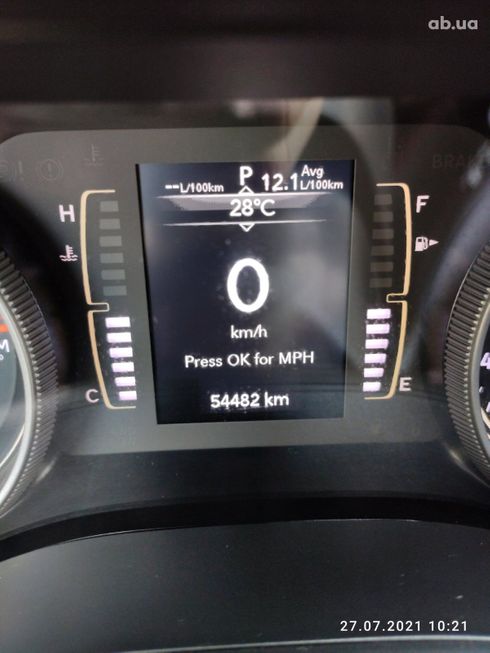 ab.ua
--L/100km P 12.1 Avg L/100km
28°C
H F
0
km/h
Press OK for MPH
C E
54482 km
27.07.2021 10:21